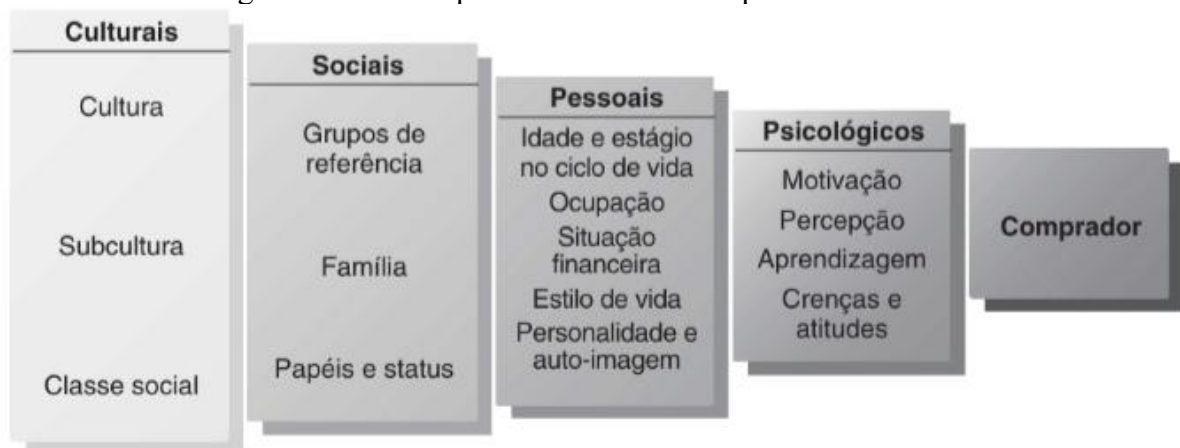 Culturais
Cultura
Subcultura
Classe social
Sociais
Grupos de
referência
Família
Papéis e status
Pessoais
Idade e estágio
no ciclo de vida
Ocupação
Situação
financeira
Estilo de vida
Personalidade e
auto-imagem
Psicológicos
Motivação
Percepção
Aprendizagem
Crenças e
atitudes
Comprador